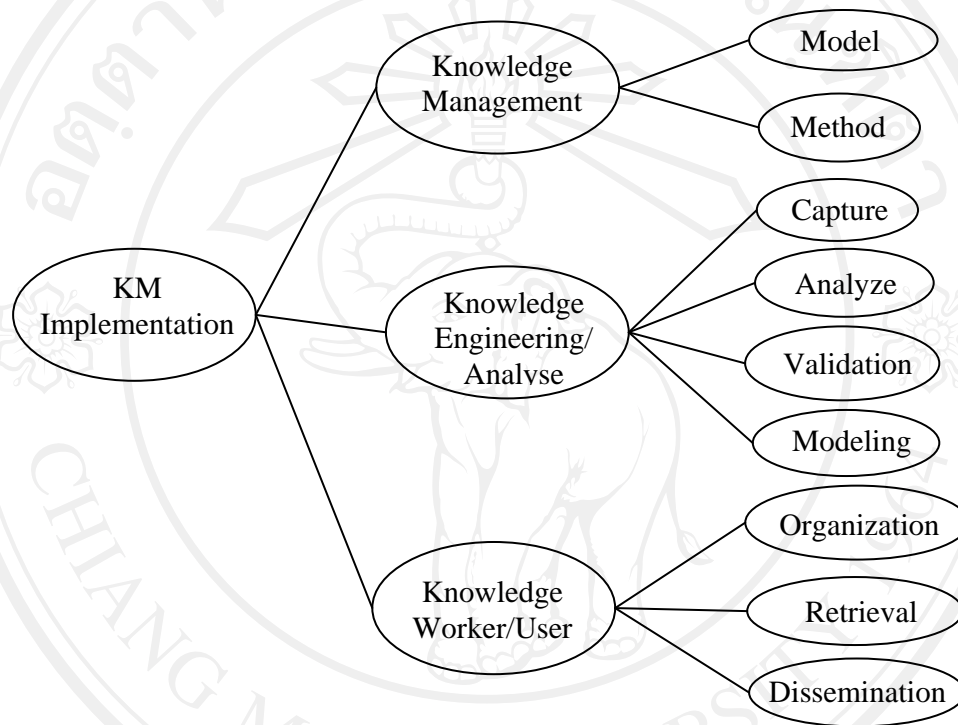 Knowledge
Management
Model
Method
KM
Implementation
Knowledge
Engineering/
Analyse
Capture
Analyze
Validation
Modeling
Knowledge
Worker/User
Organization
Retrieval
Dissemination
CHIANG